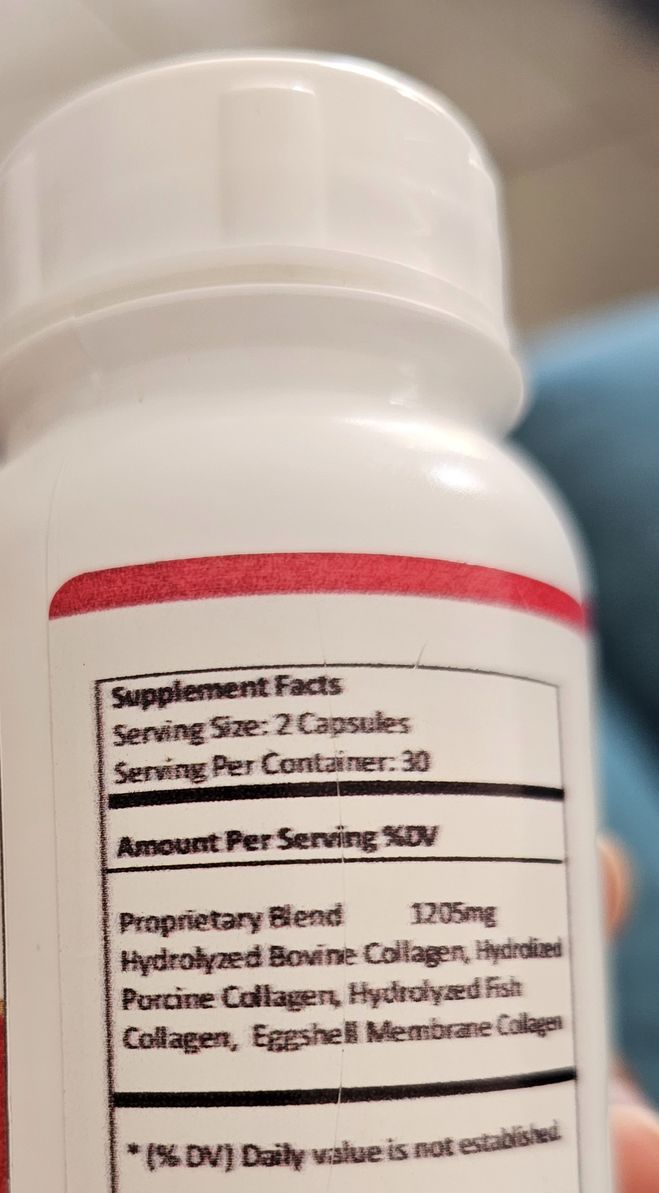 Supplement Facts
Serving Size: 2 Capsules
Serving Per Container: 30
Amount Per Serving %DV
Proprietary Blend 1205mg
Hydrolyzed Bovine Collagen, Hydrolized
Porcine Collagen, Hydrolyzed Fish
Collagen, Eggshell Membrane Collagen
* (% DV) Daily value is not established.